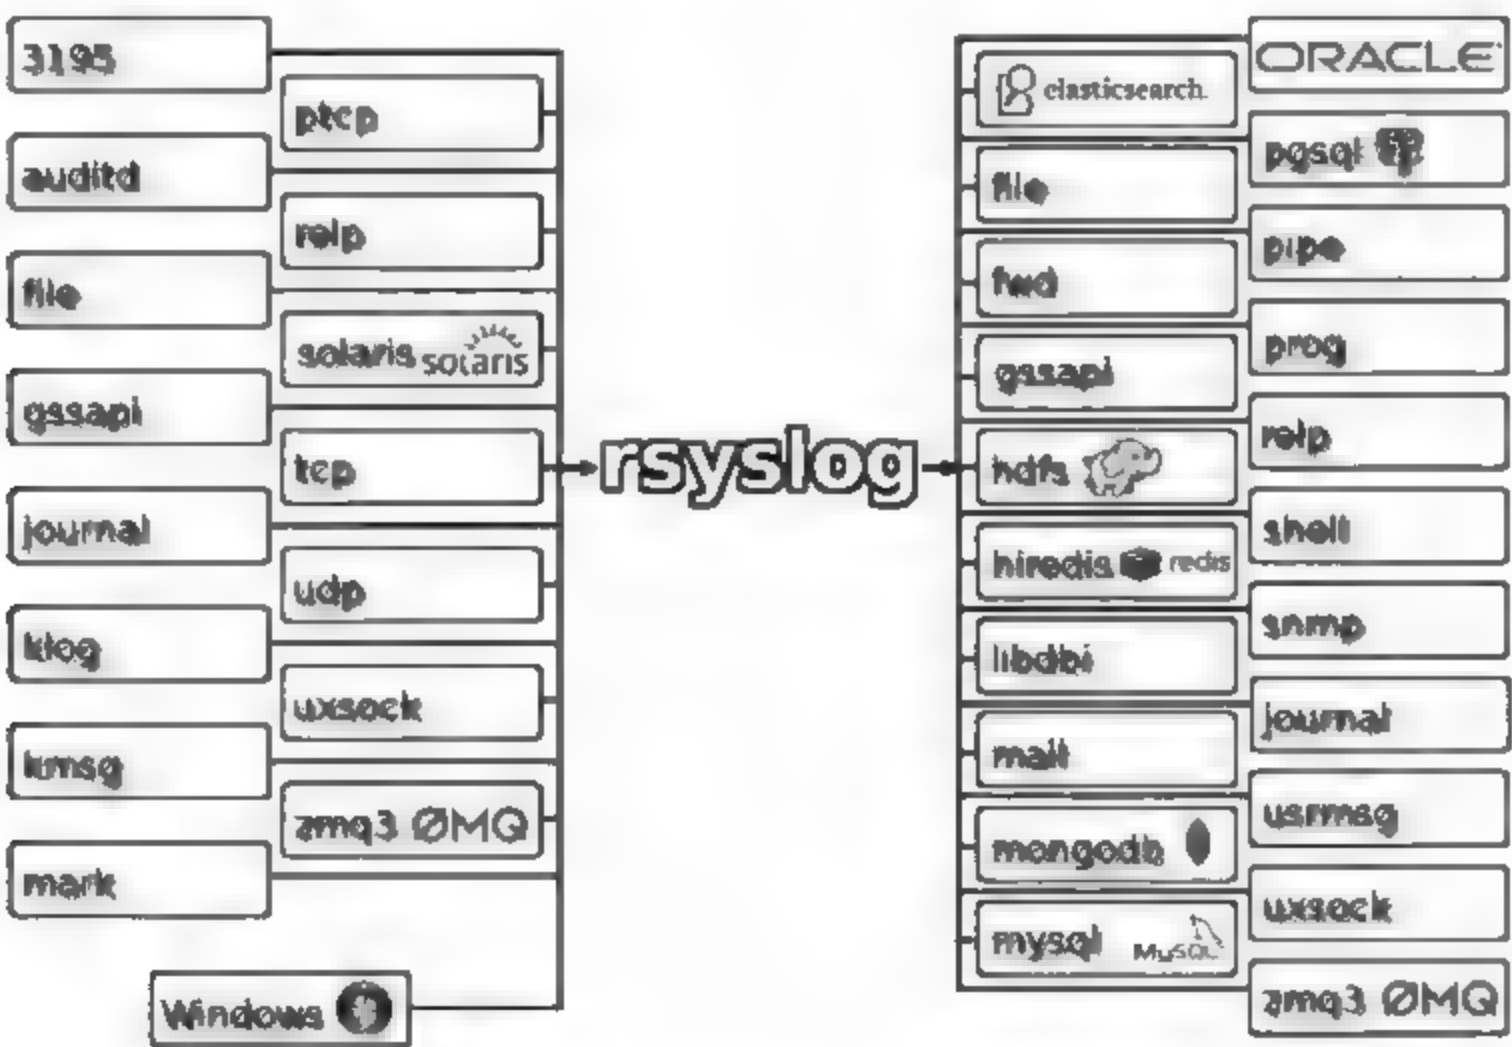 3195
ptcp
auditd
relp
file
solaris solaris
gssapi
tcp
journal
udp
klog
uxsock
kmsg
zmq3 ØMQ
mark
Windows
rsyslog
ORACLE
elasticsearch.
pgsql
file
pipe
fwd
prog
gssapi
relp
hdfs
shell
hiredis redis
snmp
libdbi
journal
mail
usrmsg
mongodb
uxsock
mysql MySQL
zmq3 ØMQ